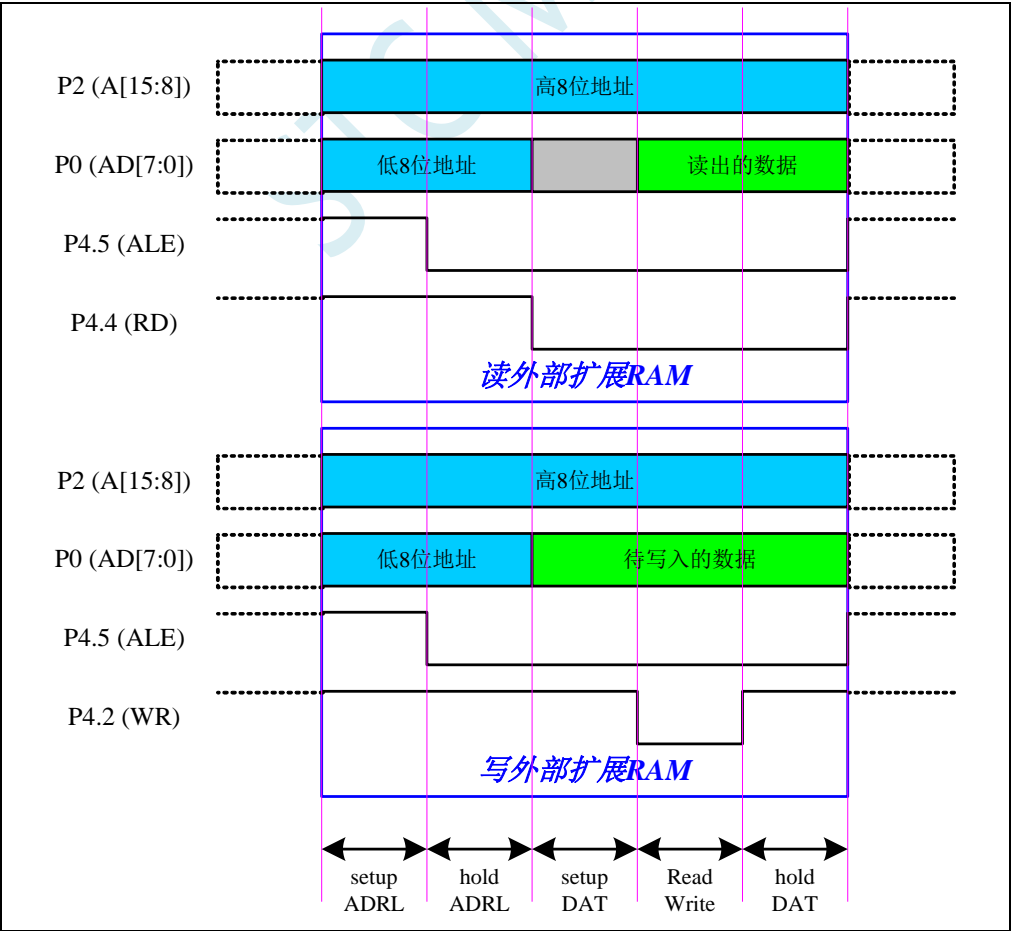 P2 (A[15:8])
高8位地址
P0 (AD[7:0])
低8位地址
读出的数据
P4.5 (ALE)
P4.4 (RD)
读外部扩展RAM
P2 (A[15:8])
高8位地址
P0 (AD[7:0])
低8位地址
待写入的数据
P4.5 (ALE)
P4.2 (WR)
写外部扩展RAM
setup
ADRL
hold
ADRL
setup
DAT
Read
Write
hold
DAT